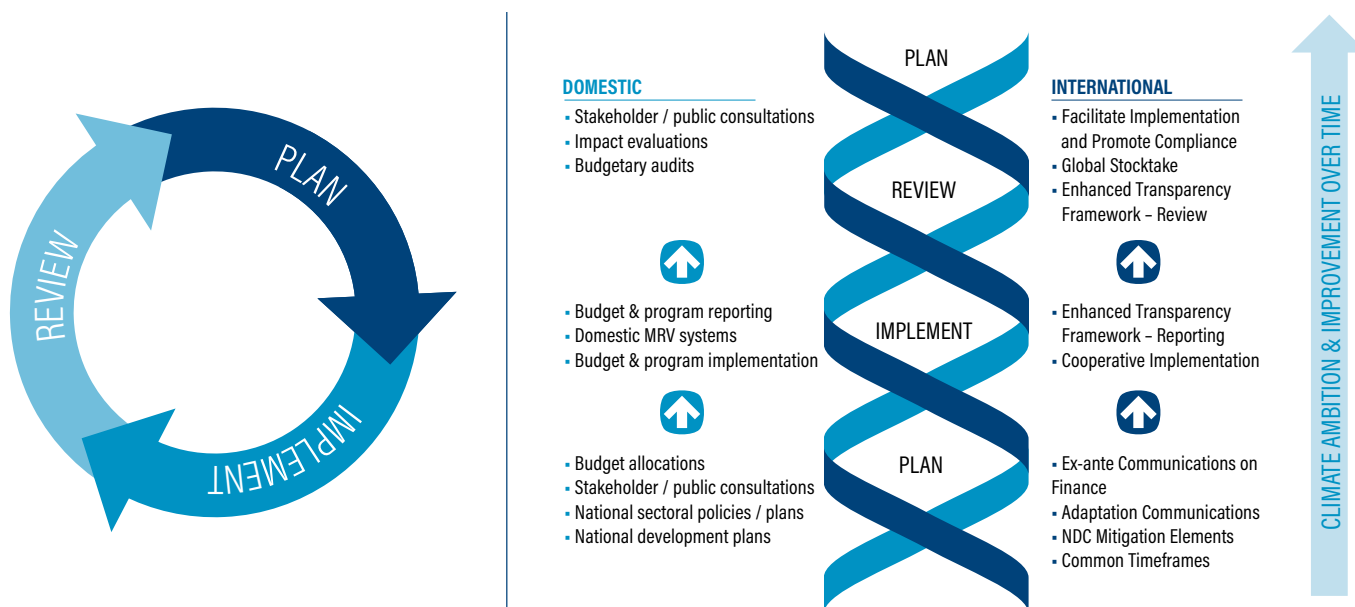 PLAN
IMPLEMENT
REVIEW
DOMESTIC
▪ Stakeholder / public consultations
▪ Impact evaluations
▪ Budgetary audits
▪ Budget & program reporting
▪ Domestic MRV systems
▪ Budget & program implementation
▪ Budget allocations
▪ Stakeholder / public consultations
▪ National sectoral policies / plans
▪ National development plans
PLAN
REVIEW
IMPLEMENT
PLAN
INTERNATIONAL
▪ Facilitate Implementation
and Promote Compliance
▪ Global Stocktake
▪ Enhanced Transparency
Framework – Review
▪ Enhanced Transparency
Framework – Reporting
▪ Cooperative Implementation
▪ Ex-ante Communications on
Finance
▪ Adaptation Communications
▪ NDC Mitigation Elements
▪ Common Timeframes
CLIMATE AMBITION & IMPROVEMENT OVER TIME